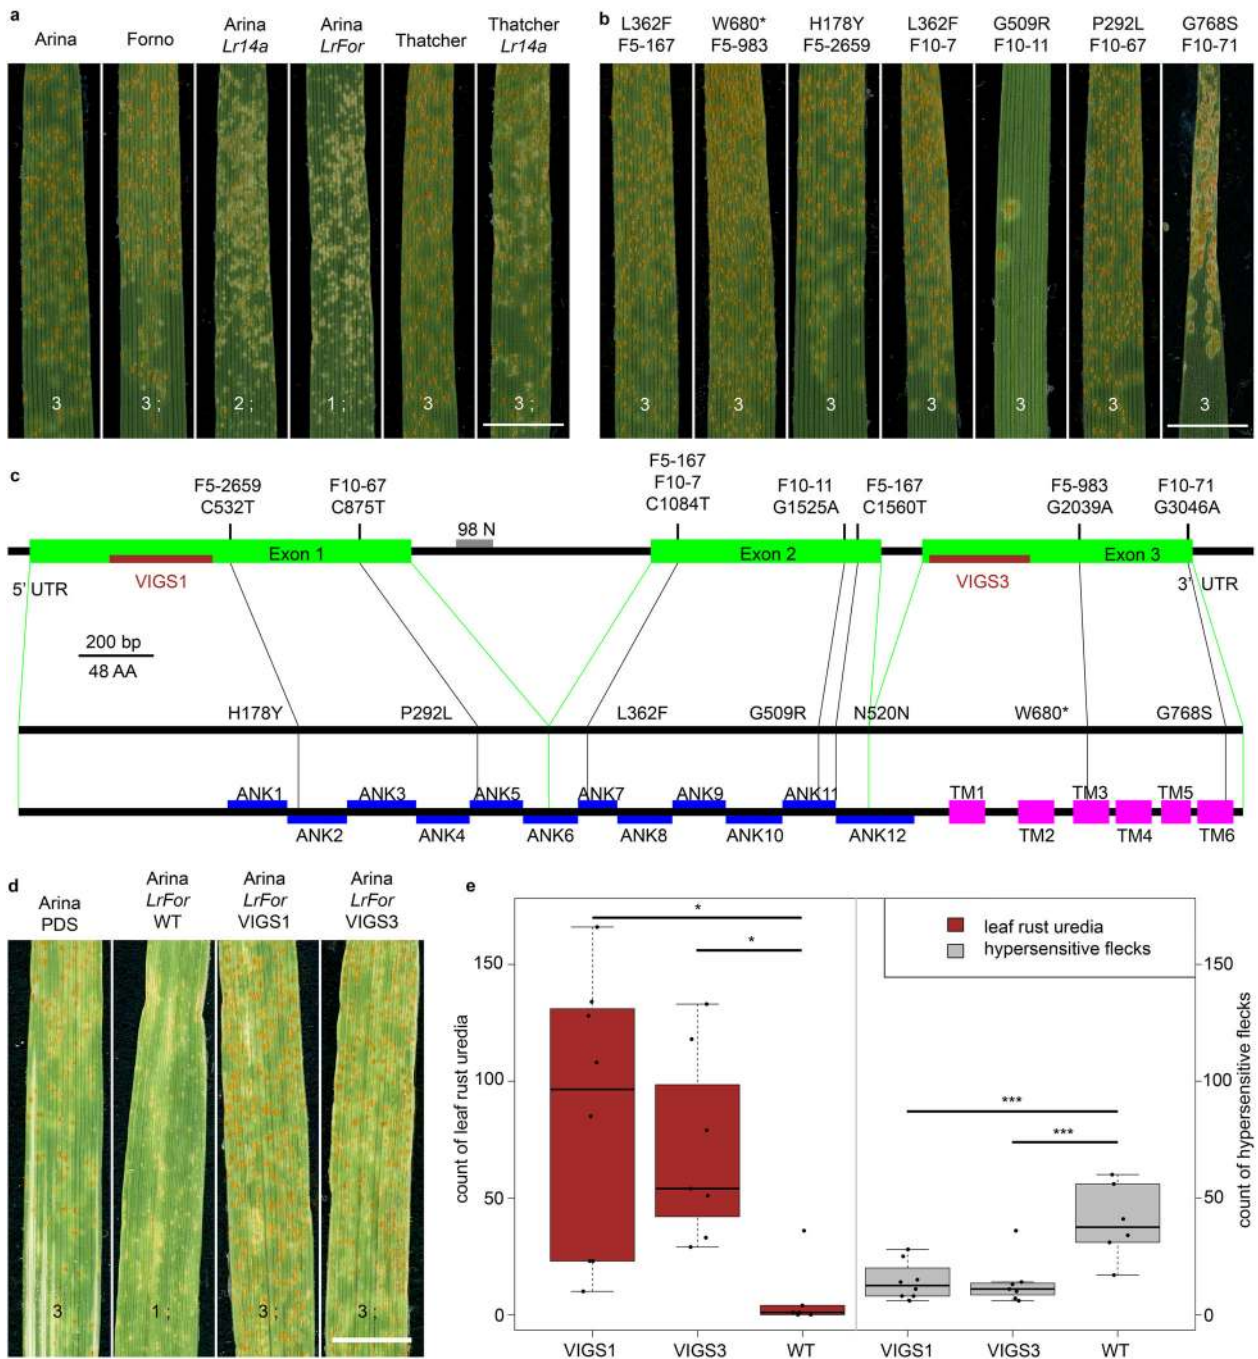 a
Arina
Forno
Arina
Lr14a
Arina
LrFor
Thatcher
Thatcher
Lr14a
3
3 ;
2 ;
1 ;
3
3 ;
b
L362F
F5-167
W680*
F5-983
H178Y
F5-2659
L362F
F10-7
G509R
F10-11
P292L
F10-67
G768S
F10-71
3
3
3
3
3
3
3
c
F5-2659
C532T
F10-67
C875T
F5-167
F10-7
C1084T
F10-11
G1525A
F5-167
C1560T
F5-983
G2039A
F10-71
G3046A
98 N
Exon 1
Exon 2
Exon 3
VIGS1
VIGS3
5' UTR
3' UTR
200 bp
48 AA
H178Y
P292L
L362F
G509R
N520N
W680*
G768S
ANK1
ANK3
ANK5
ANK7
ANK9
ANK11
TM1
TM3
TM5
ANK2
ANK4
ANK6
ANK8
ANK10
ANK12
TM2
TM4
TM6
d
Arina
PDS
Arina
LrFor
WT
Arina
LrFor
VIGS1
Arina
LrFor
VIGS3
3
1 ;
3 ;
3 ;
e
count of leaf rust uredia
150
100
50
0
*
*
***
***
leaf rust uredia
hypersensitive flecks
150
100
50
0
count of hypersensitive flecks
VIGS1
VIGS3
WT
VIGS1
VIGS3
WT